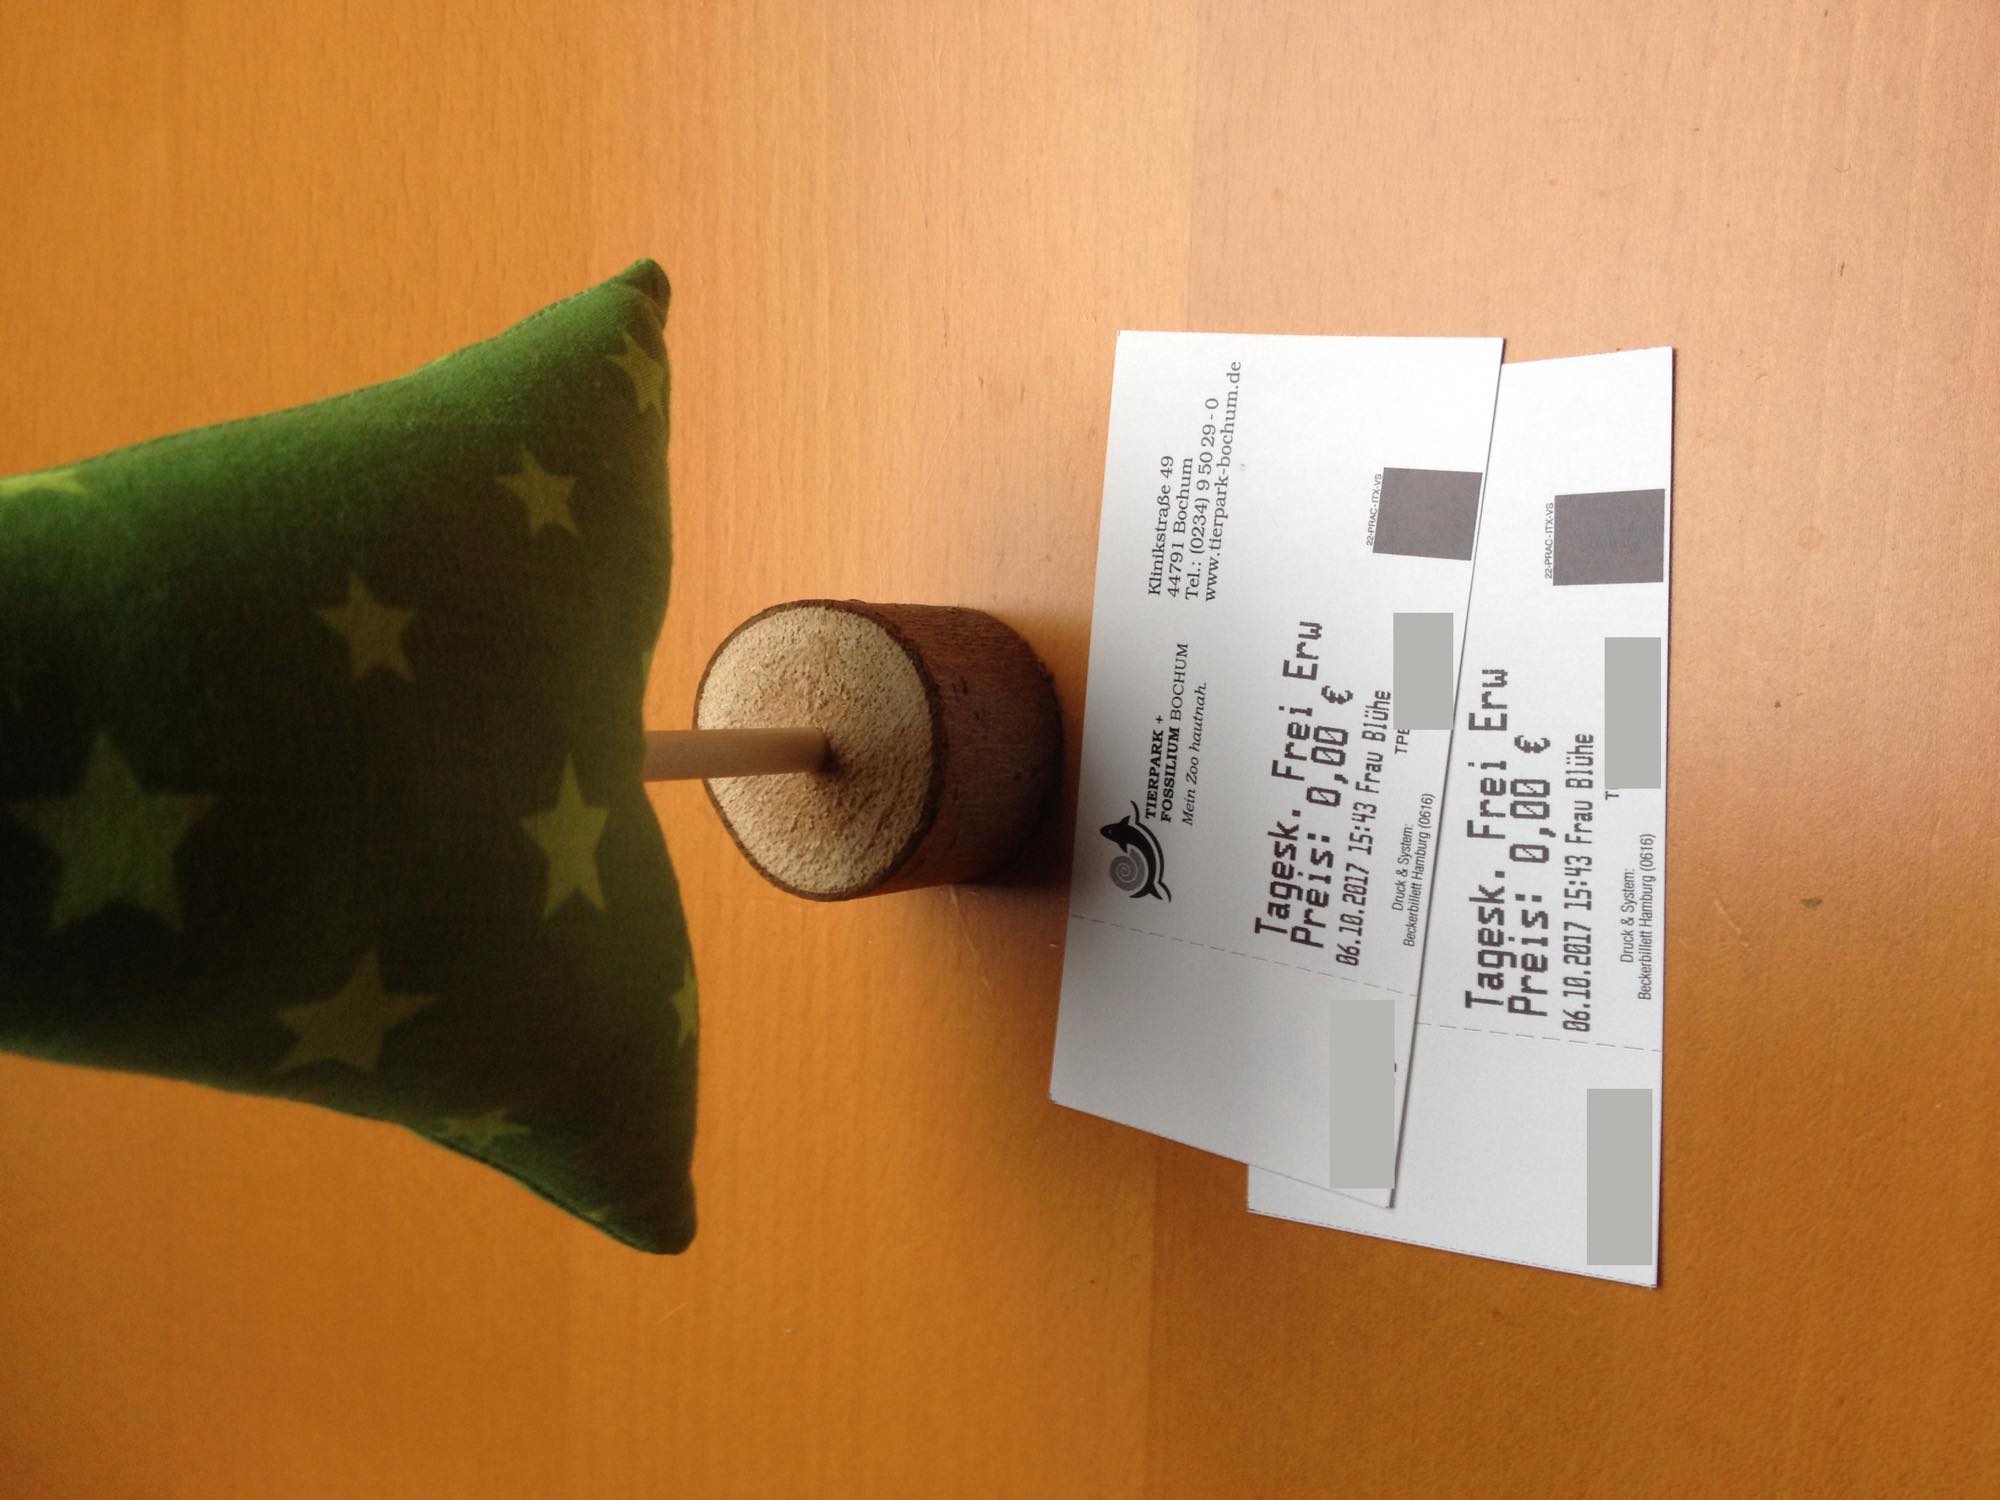 TIERPARK +
FOSSILIUM BOCHUM
Mein Zoo hautnah.
Klinikstraße 49
44791 Bochum
Tel.: (0234) 9 50 29 - 0
www.tierpark-bochum.de
Tagesk. Frei Erw
Preis: 0,00 €
06.10.2017 15:43 Frau Blühe
TPE
Druck & System:
Beckerbillett Hamburg (0616)
22-PRAC-ITX-VS
Tagesk. Frei Erw
Preis: 0,00 €
06.10.2017 15:43 Frau Blühe
Druck & System:
Beckerbillett Hamburg (0616)
22-PRAC-ITX-VS